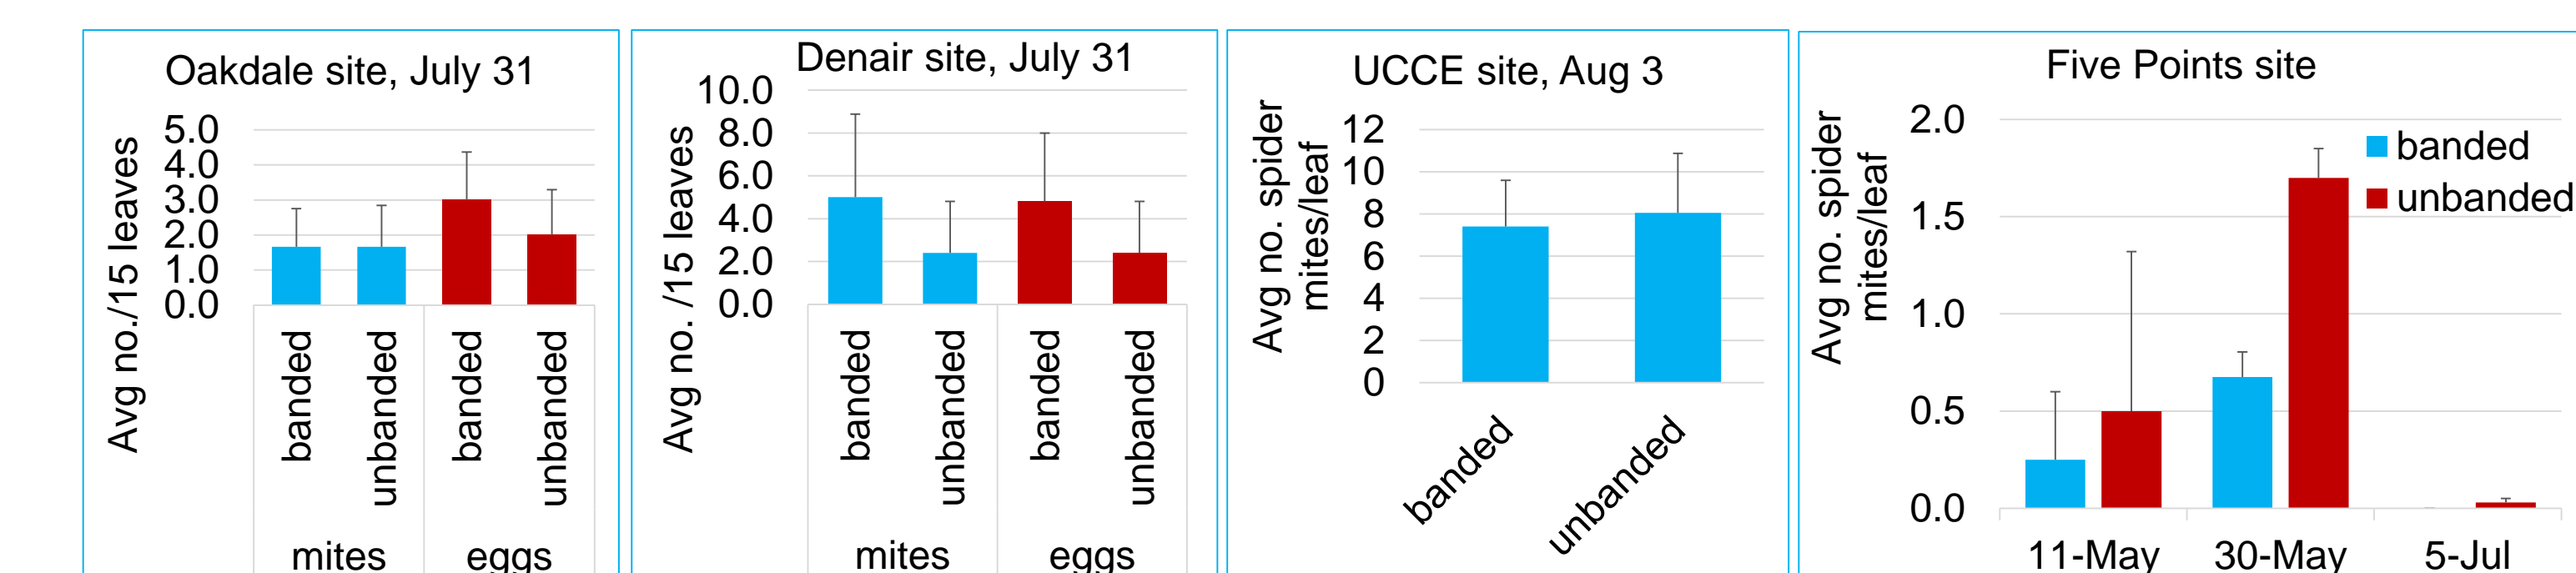 Oakdale site, July 31
Avg no./15 leaves
5.0
4.0
3.0
2.0
1.0
0.0
banded
unbanded
banded
unbanded
mites
eggs
Denair site, July 31
Avg no. /15 leaves
10.0
8.0
6.0
4.0
2.0
0.0
banded
unbanded
banded
unbanded
mites
eggs
UCCE site, Aug 3
Avg no. spider
mites/leaf
12
10
8
6
4
2
0
banded
unbanded
Five Points site
Avg no. spider
mites/leaf
2.0
1.5
1.0
0.5
0.0
banded
unbanded
11-May
30-May
5-Jul